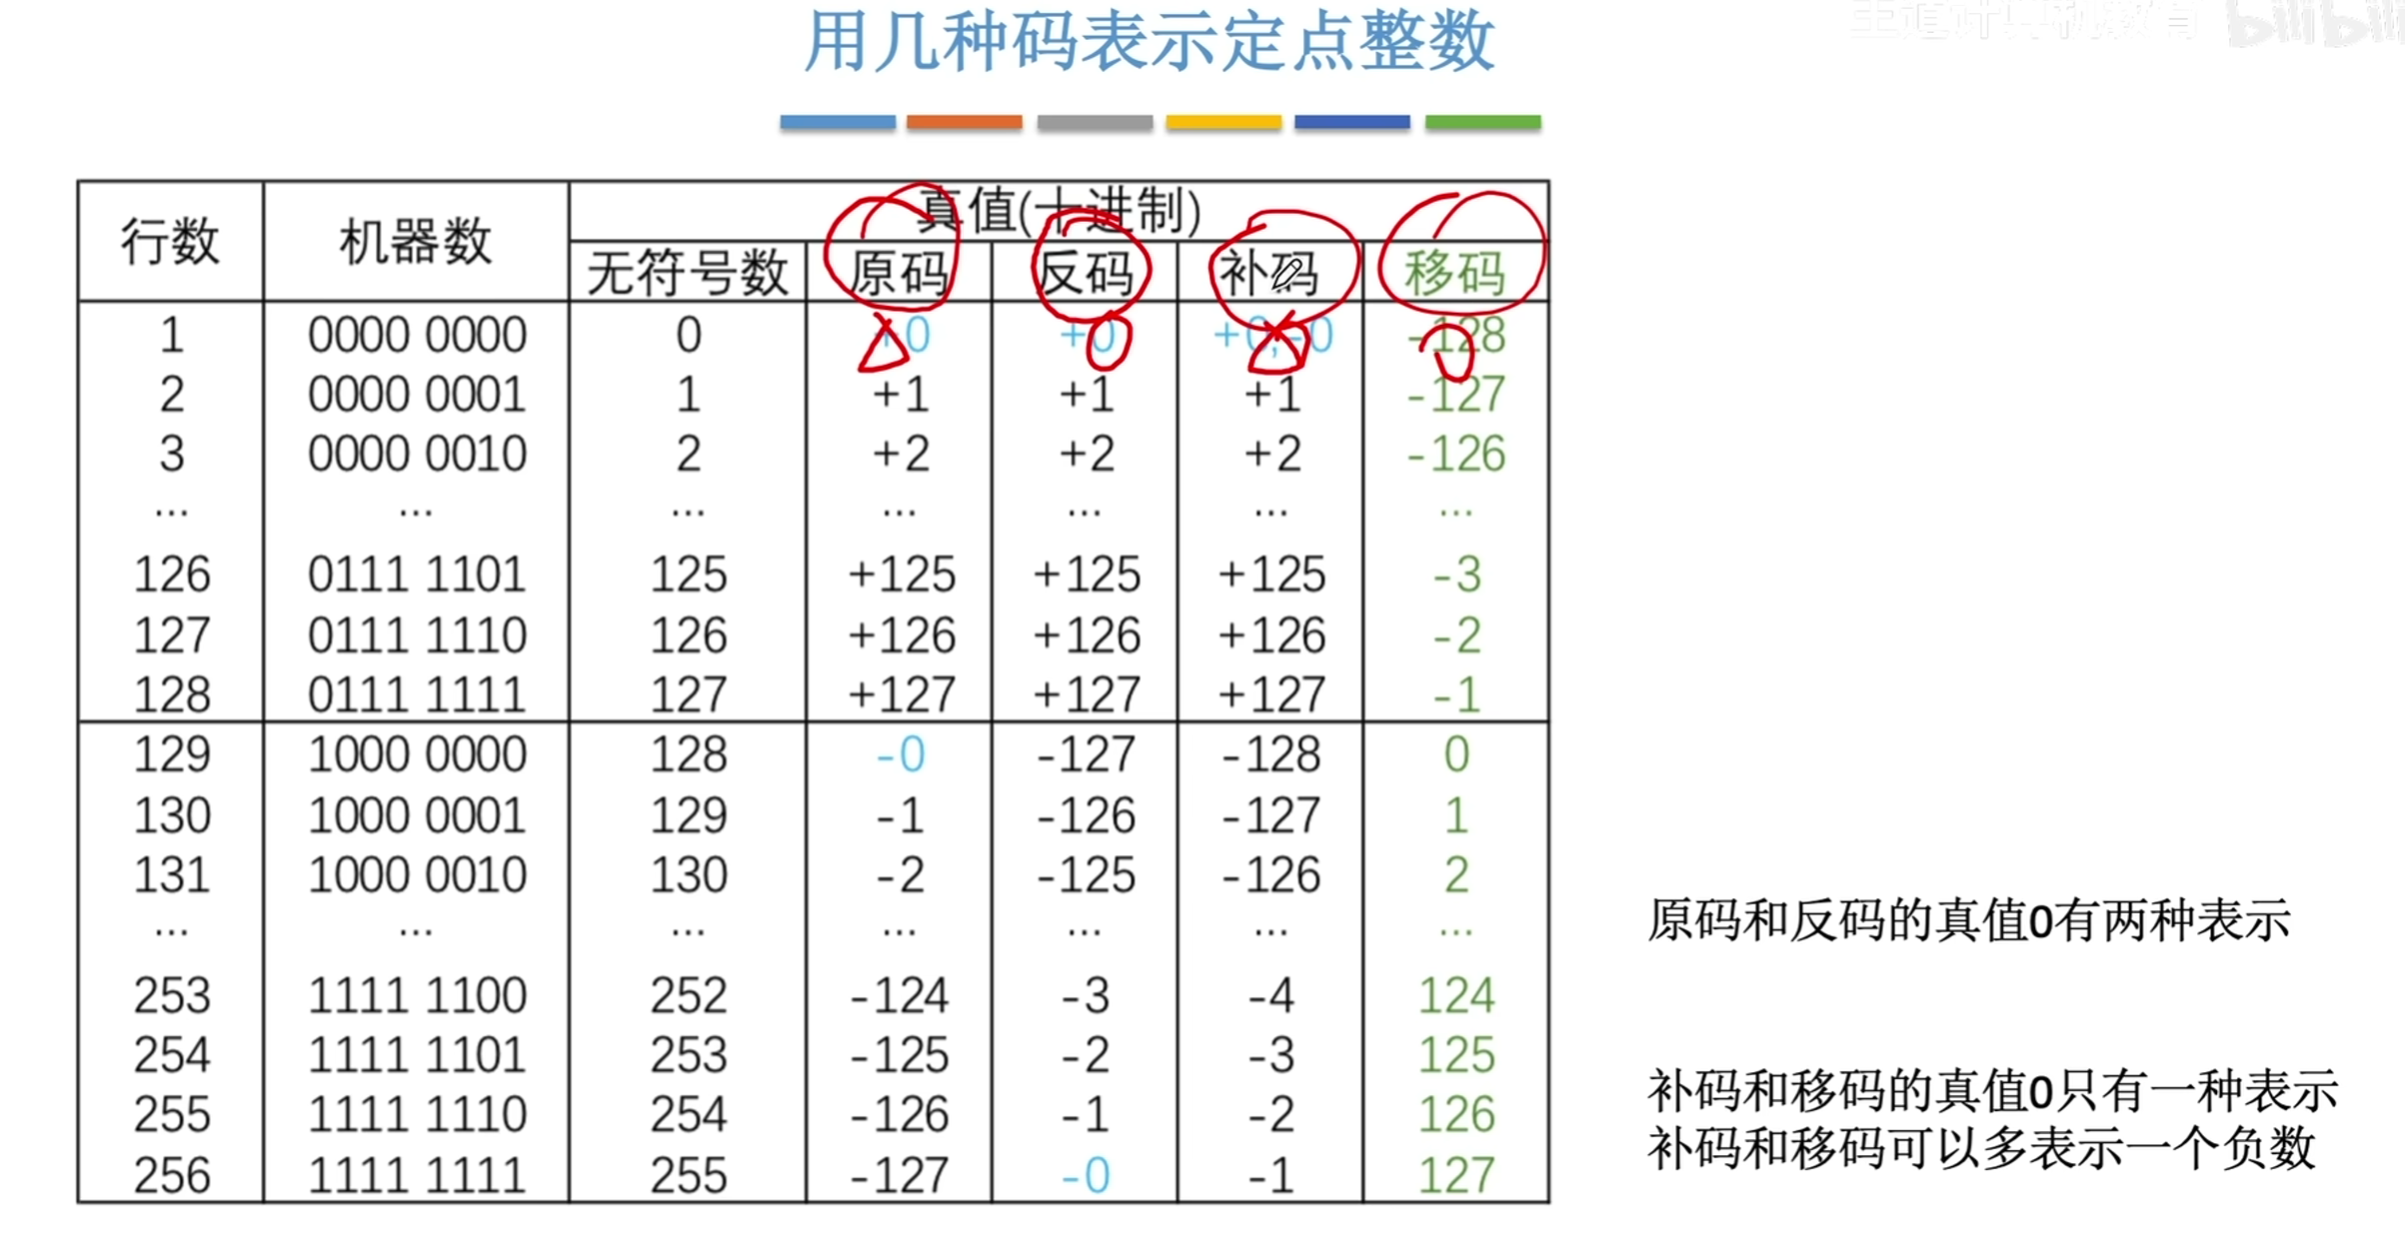 用几种码表示定点整数
王道计算机教育 bilibili
行数 机器数 真值(十进制)
无符号数 原码 反码 补码 移码
1 0000 0000 0 +0 +0 +0,-0 -128
2 0000 0001 1 +1 +1 +1 -127
3 0000 0010 2 +2 +2 +2 -126
... ... ... ... ... ... ...
126 0111 1101 125 +125 +125 +125 -3
127 0111 1110 126 +126 +126 +126 -2
128 0111 1111 127 +127 +127 +127 -1
129 1000 0000 128 -0 -127 -128 0
130 1000 0001 129 -1 -126 -127 1
131 1000 0010 130 -2 -125 -126 2
... ... ... ... ... ... ...
253 1111 1100 252 -124 -3 -4 124
254 1111 1101 253 -125 -2 -3 125
255 1111 1110 254 -126 -1 -2 126
256 1111 1111 255 -127 -0 -1 127
原码和反码的真值0有两种表示
补码和移码的真值0只有一种表示
补码和移码可以多表示一个负数